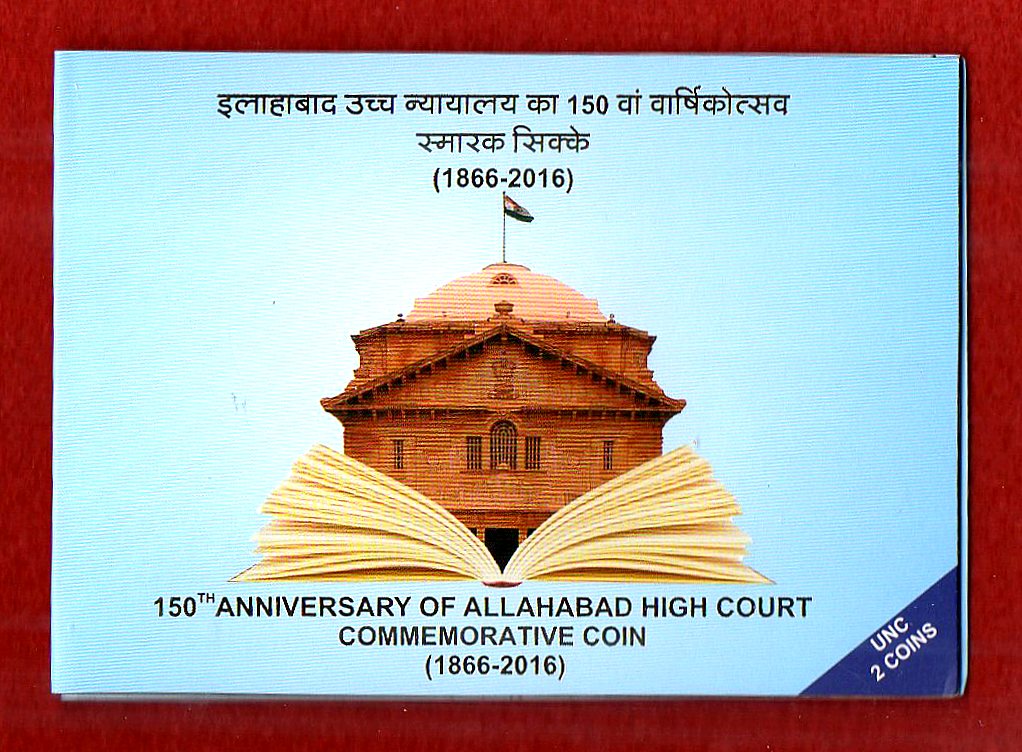 इलाहाबाद उच्च न्यायालय का 150 वां वार्षिकोत्सव
स्मारक सिक्के
(1866-2016)
150TH ANNIVERSARY OF ALLAHABAD HIGH COURT
COMMEMORATIVE COIN
(1866-2016)
UNC
2 COINS